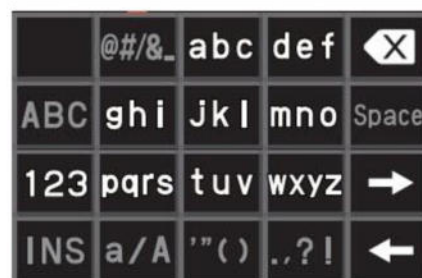 @#/&_ abc def X
ABC ghi jkl mno Space
123 pqrs tuv wxyz →
INS a/A '"() .,?! ←